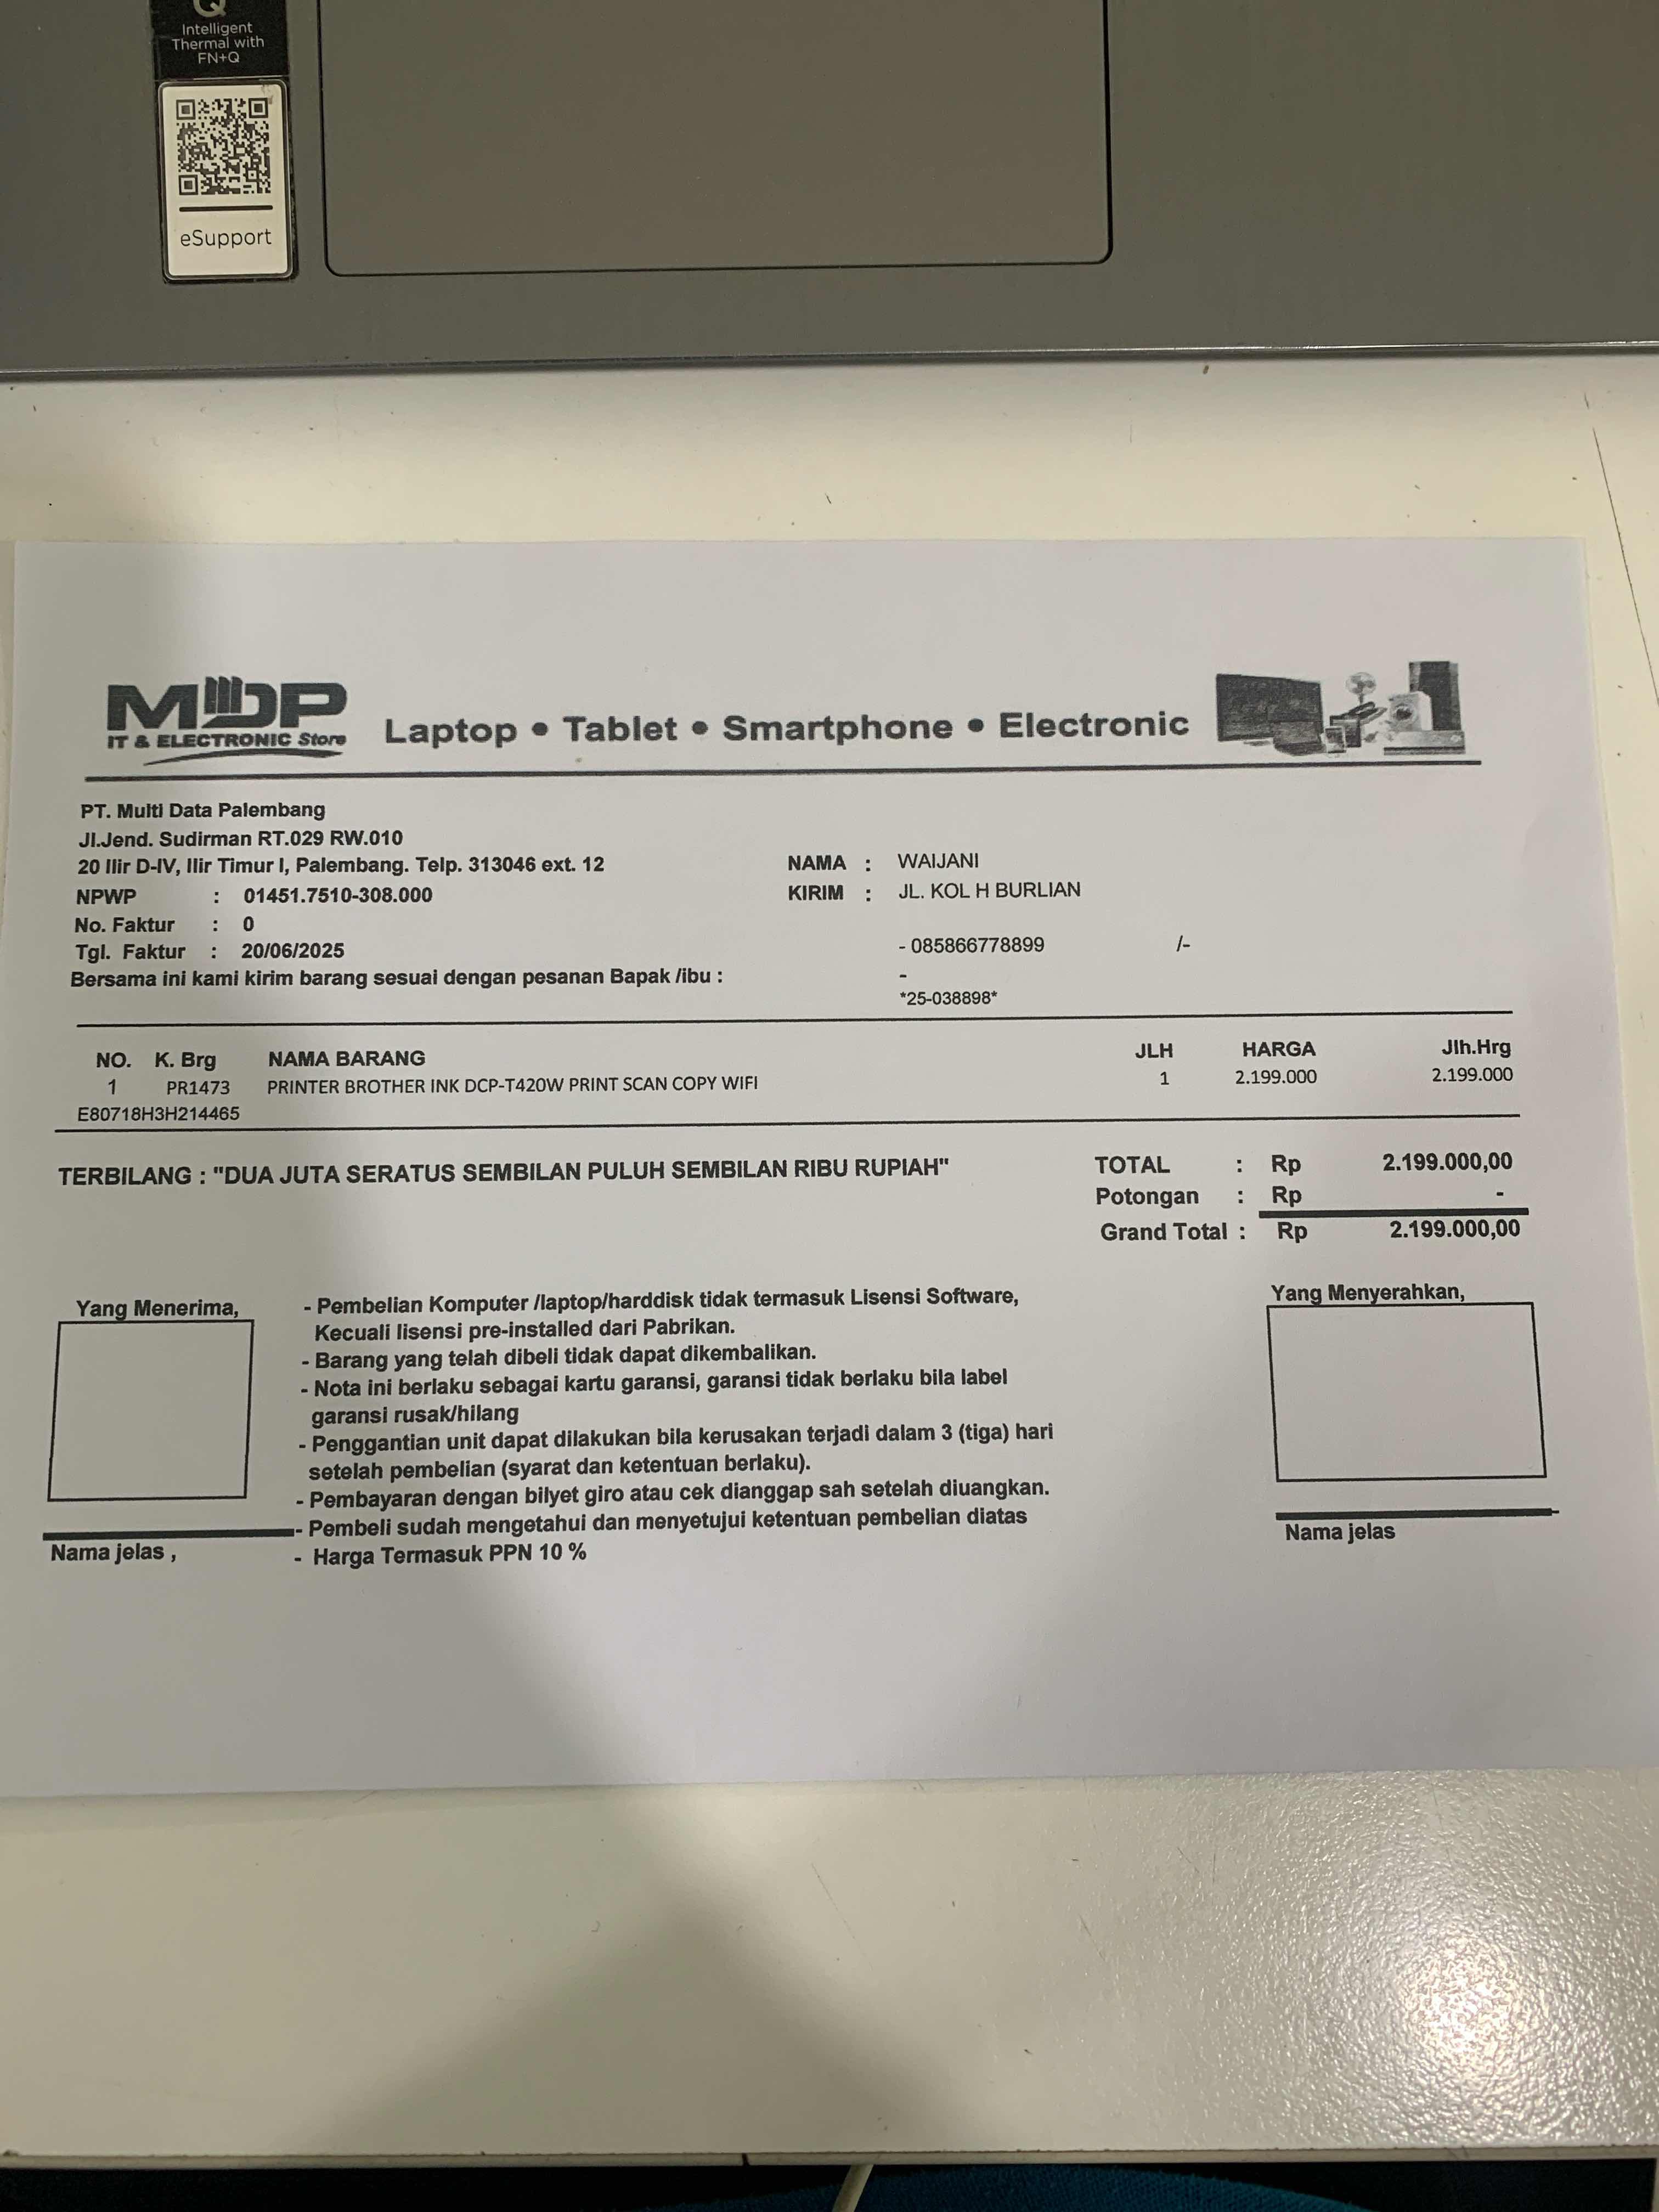 Intelligent
Thermal with
FN+Q
eSupport
MDP
IT & ELECTRONIC Store
Laptop • Tablet • Smartphone • Electronic
PT. Multi Data Palembang
Jl.Jend. Sudirman RT.029 RW.010
20 Ilir D-IV, Ilir Timur I, Palembang. Telp. 313046 ext. 12
NPWP : 01451.7510-308.000
No. Faktur : 0
Tgl. Faktur : 20/06/2025
Bersama ini kami kirim barang sesuai dengan pesanan Bapak /ibu :
NAMA : WAIJANI
KIRIM : JL. KOL H BURLIAN
- 085866778899 /-
-
*25-038898*
NO. K. Brg NAMA BARANG JLH HARGA Jlh.Hrg
1 PR1473 PRINTER BROTHER INK DCP-T420W PRINT SCAN COPY WIFI 1 2.199.000 2.199.000
E80718H3H214465
TERBILANG : "DUA JUTA SERATUS SEMBILAN PULUH SEMBILAN RIBU RUPIAH"
TOTAL : Rp 2.199.000,00
Potongan : Rp -
Grand Total : Rp 2.199.000,00
Yang Menerima,
Nama jelas ,
- Pembelian Komputer /laptop/harddisk tidak termasuk Lisensi Software,
Kecuali lisensi pre-installed dari Pabrikan.
- Barang yang telah dibeli tidak dapat dikembalikan.
- Nota ini berlaku sebagai kartu garansi, garansi tidak berlaku bila label
garansi rusak/hilang
- Penggantian unit dapat dilakukan bila kerusakan terjadi dalam 3 (tiga) hari
setelah pembelian (syarat dan ketentuan berlaku).
- Pembayaran dengan bilyet giro atau cek dianggap sah setelah diuangkan.
- Pembeli sudah mengetahui dan menyetujui ketentuan pembelian diatas
- Harga Termasuk PPN 10 %
Yang Menyerahkan,
Nama jelas